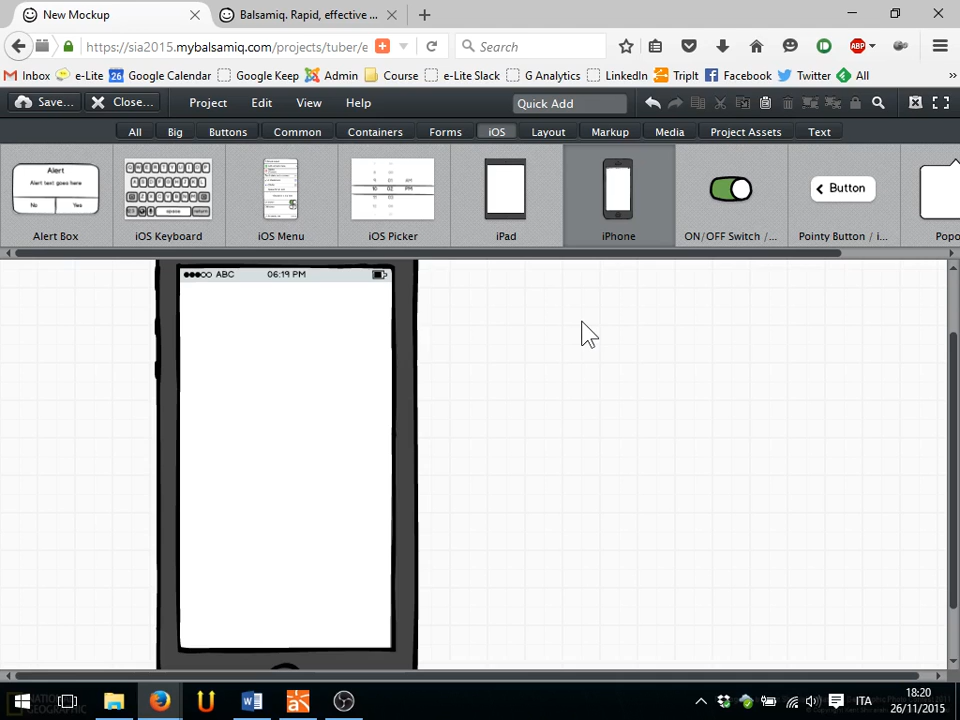 New Mockup
Balsamiq. Rapid, effective ...
https://sia2015.mybalsamiq.com/projects/tuber/e
Search
ABP
Inbox
e-Lite
26
Google Calendar
Google Keep
Admin
Course
e-Lite Slack
G Analytics
LinkedIn
TripIt
Facebook
Twitter
All
Save...
Close...
Project
Edit
View
Help
Quick Add
All
Big
Buttons
Common
Containers
Forms
iOS
Layout
Markup
Media
Project Assets
Text
Alert
Alert text goes here
No
Yes
Button
Alert Box
iOS Keyboard
iOS Menu
iOS Picker
iPad
iPhone
ON/OFF Switch /...
Pointy Button / i...
Popo
ABC
06:19 PM
ITA
18:20
26/11/2015